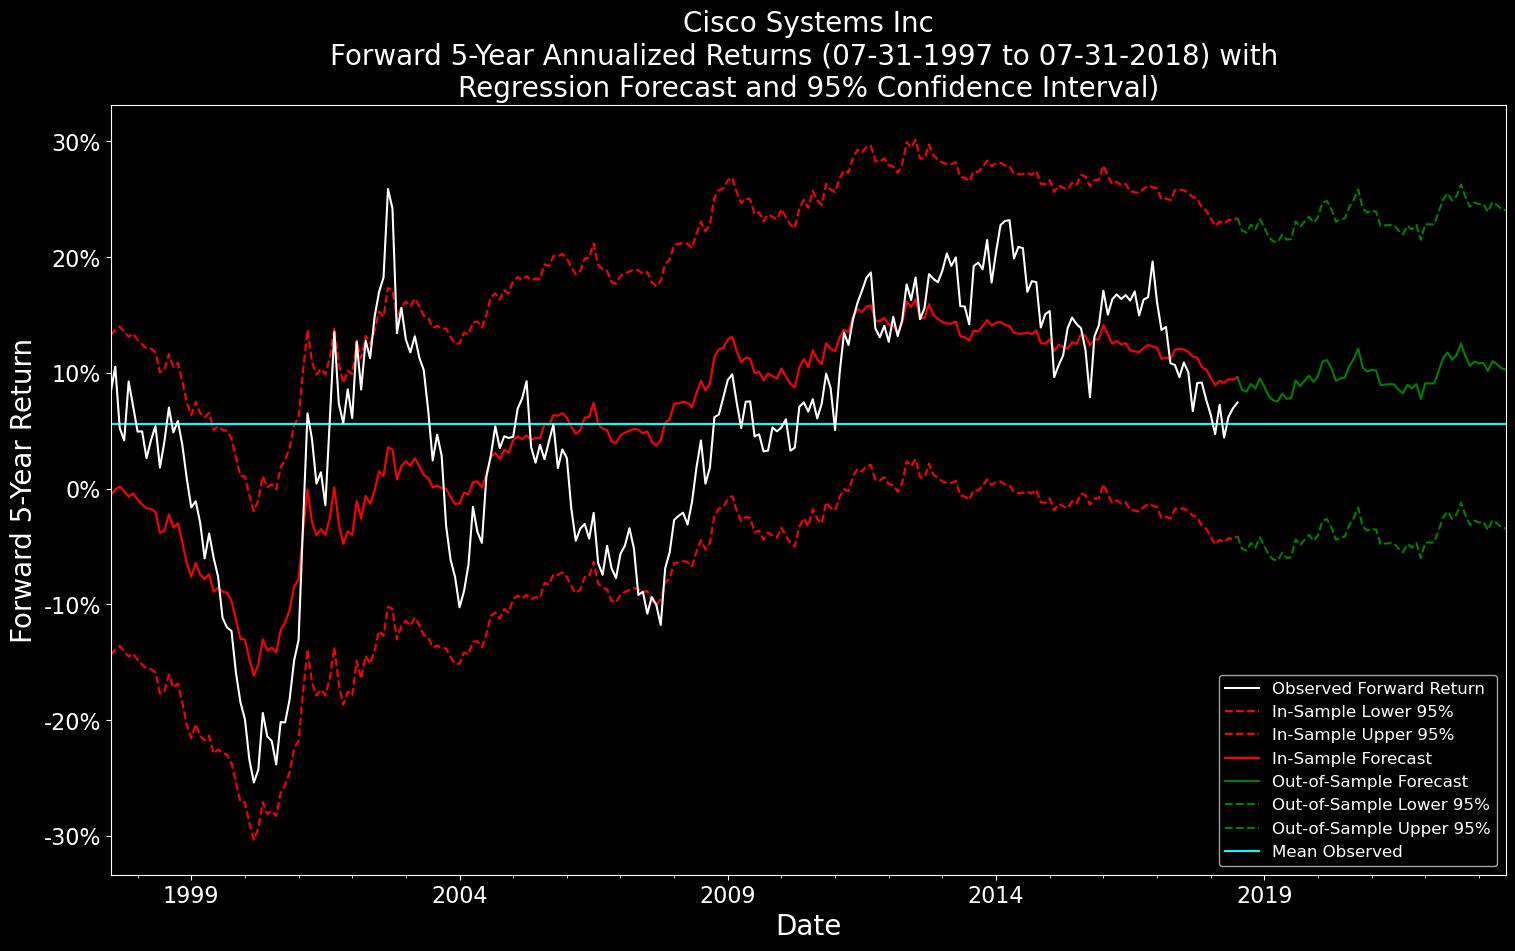 Cisco Systems Inc
Forward 5-Year Annualized Returns (07-31-1997 to 07-31-2018) with
Regression Forecast and 95% Confidence Interval)
Forward 5-Year Return
30%
20%
10%
0%
-10%
-20%
-30%
Observed Forward Return
In-Sample Lower 95%
In-Sample Upper 95%
In-Sample Forecast
Out-of-Sample Forecast
Out-of-Sample Lower 95%
Out-of-Sample Upper 95%
Mean Observed
1999 2004 2009 2014 2019
Date